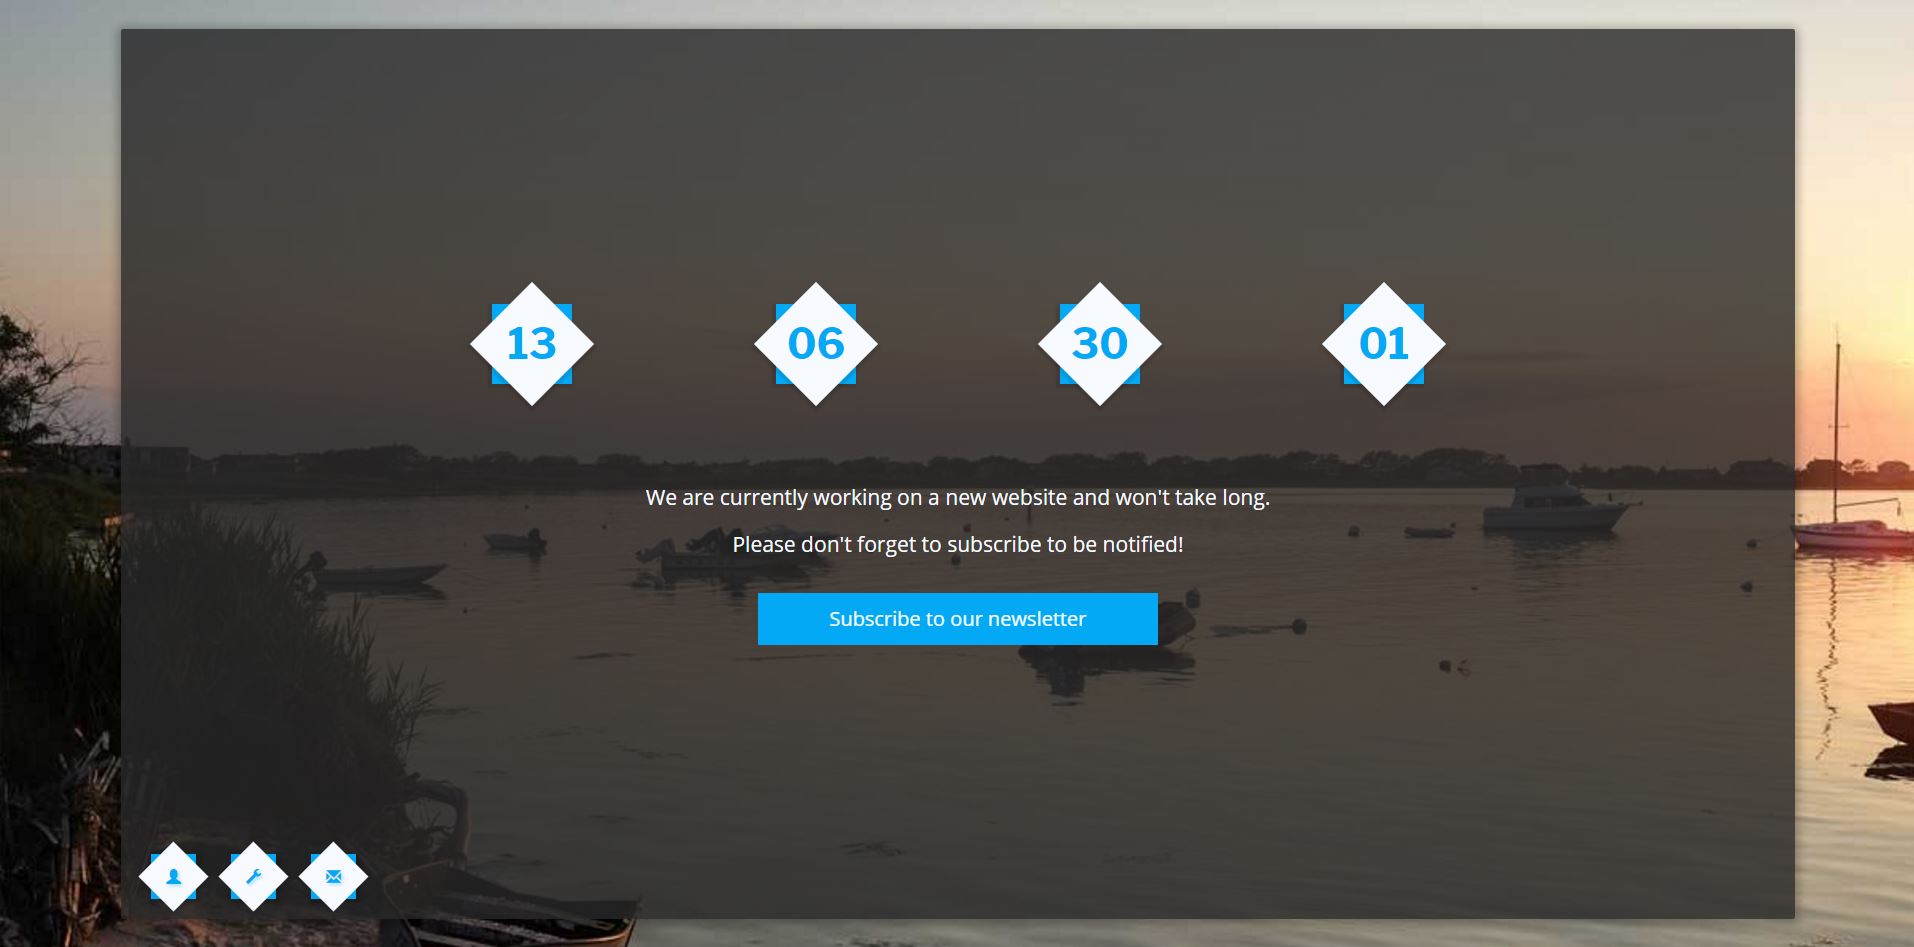 13 06 30 01
We are currently working on a new website and won't take long.
Please don't forget to subscribe to be notified!
Subscribe to our newsletter